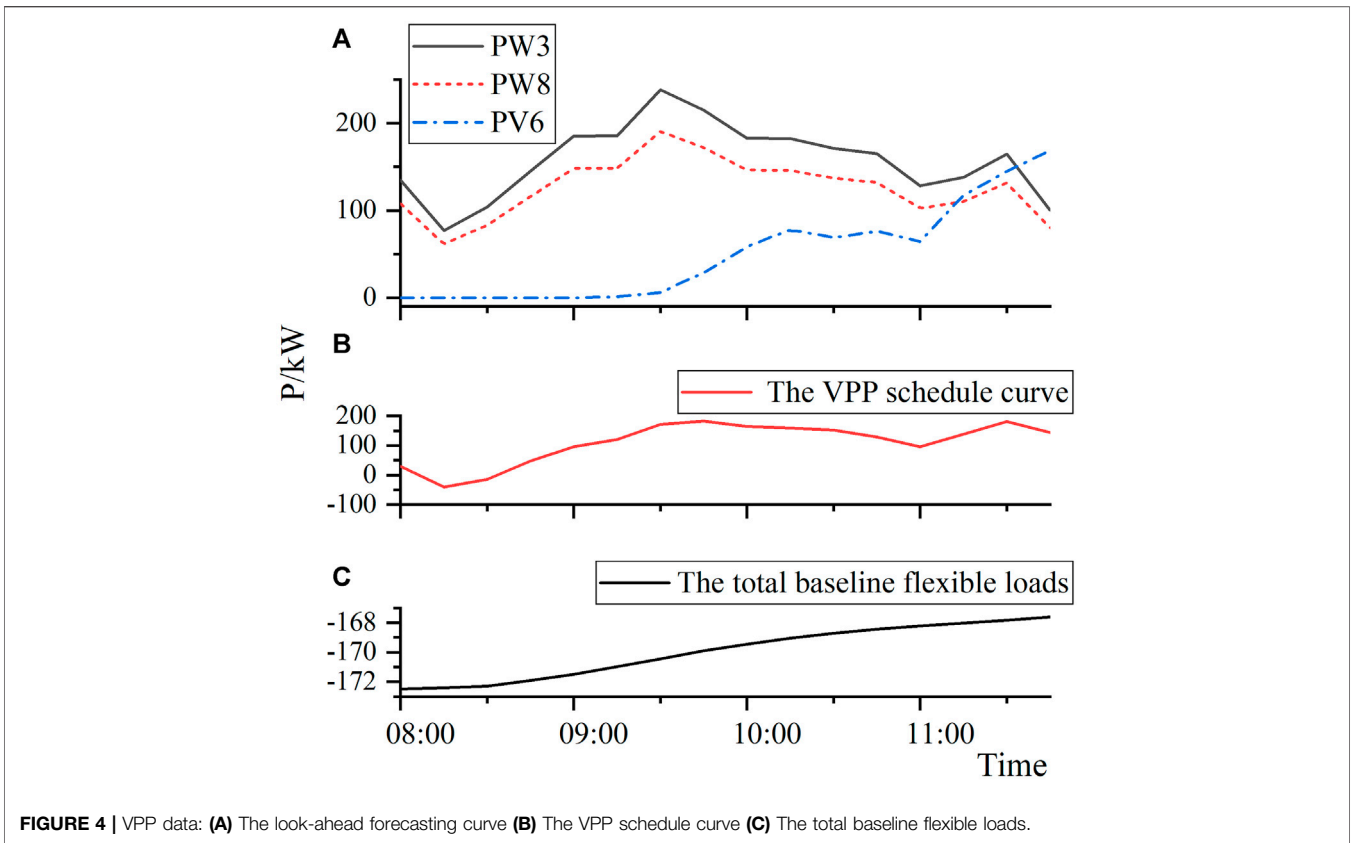 A
PW3
PW8
PV6
200
100
0
P/kW
B
The VPP schedule curve
200
100
0
-100
C
The total baseline flexible loads
-168
-170
-172
08:00 09:00 10:00 11:00
Time
FIGURE 4 | VPP data: (A) The look-ahead forecasting curve (B) The VPP schedule curve (C) The total baseline flexible loads.